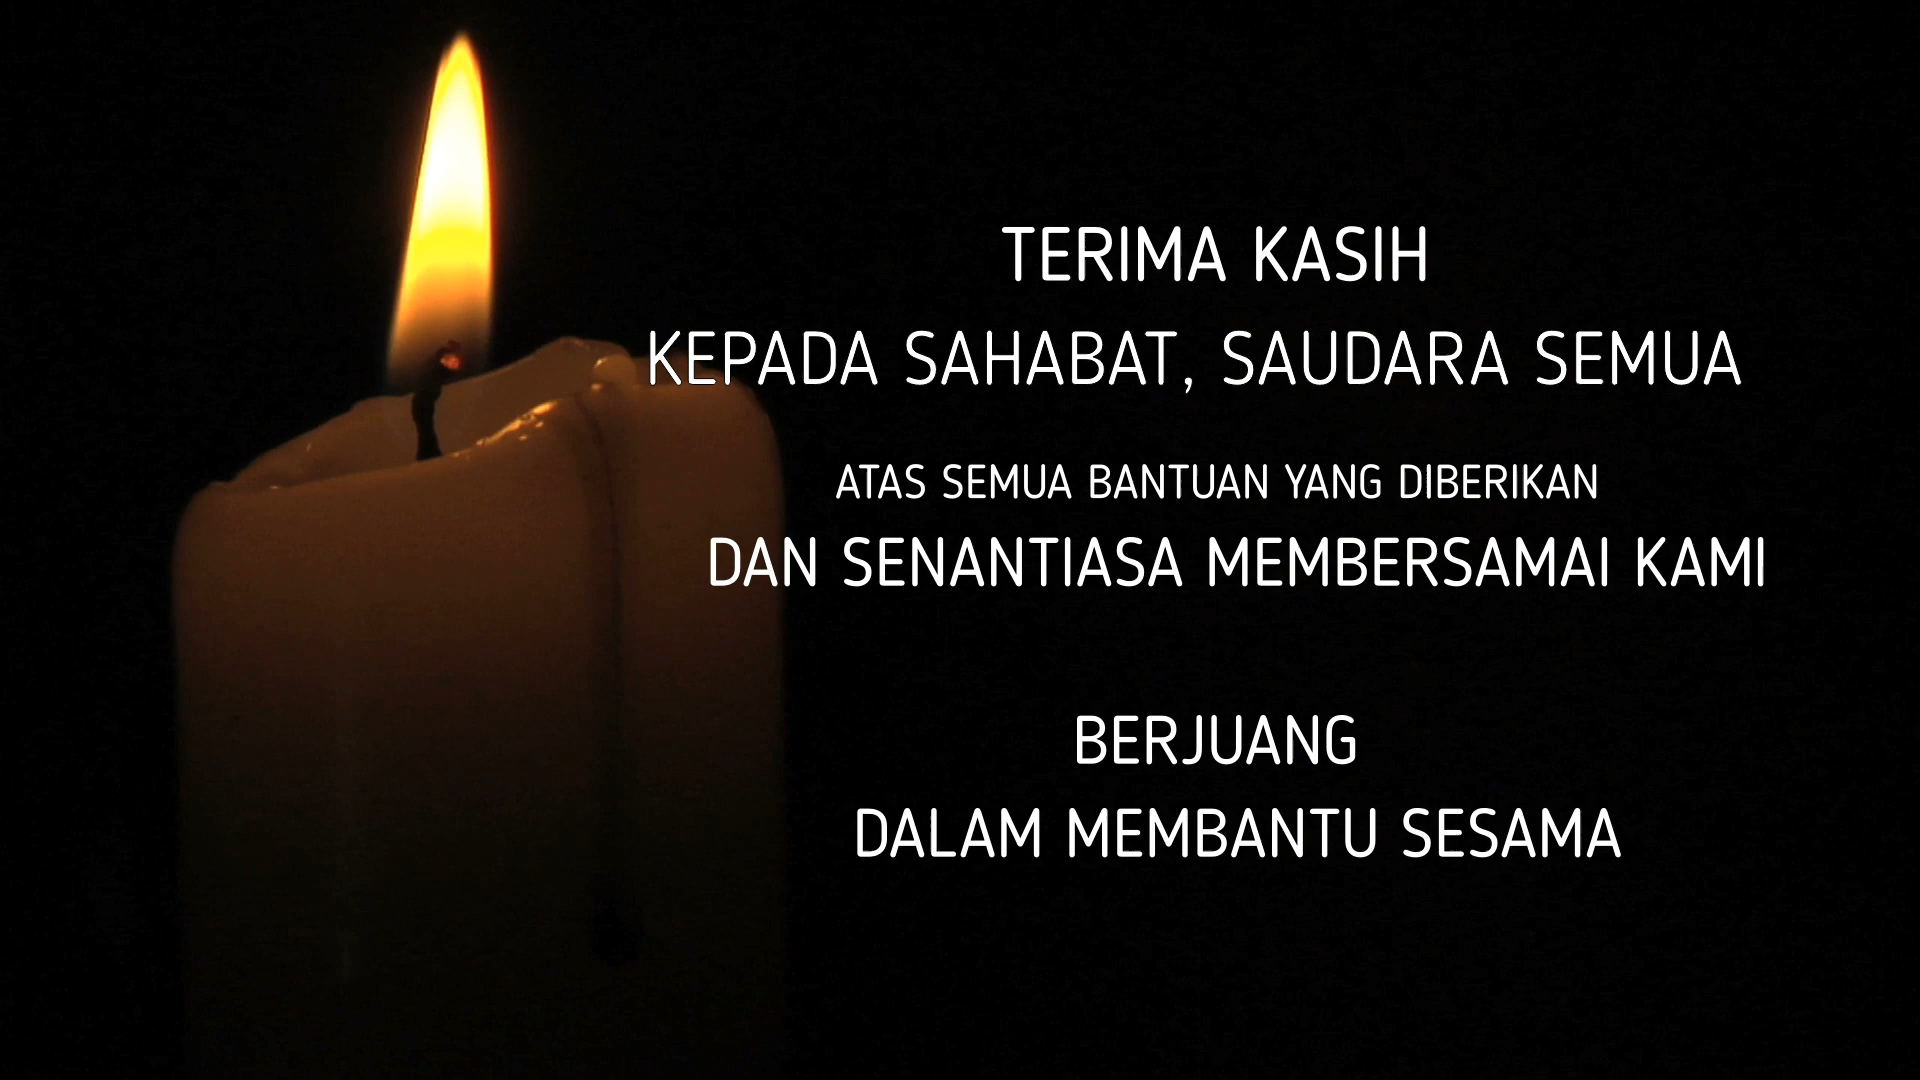 TERIMA KASIH
KEPADA SAHABAT, SAUDARA SEMUA
ATAS SEMUA BANTUAN YANG DIBERIKAN
DAN SENANTIASA MEMBERSAMAI KAMI
BERJUANG
DALAM MEMBANTU SESAMA